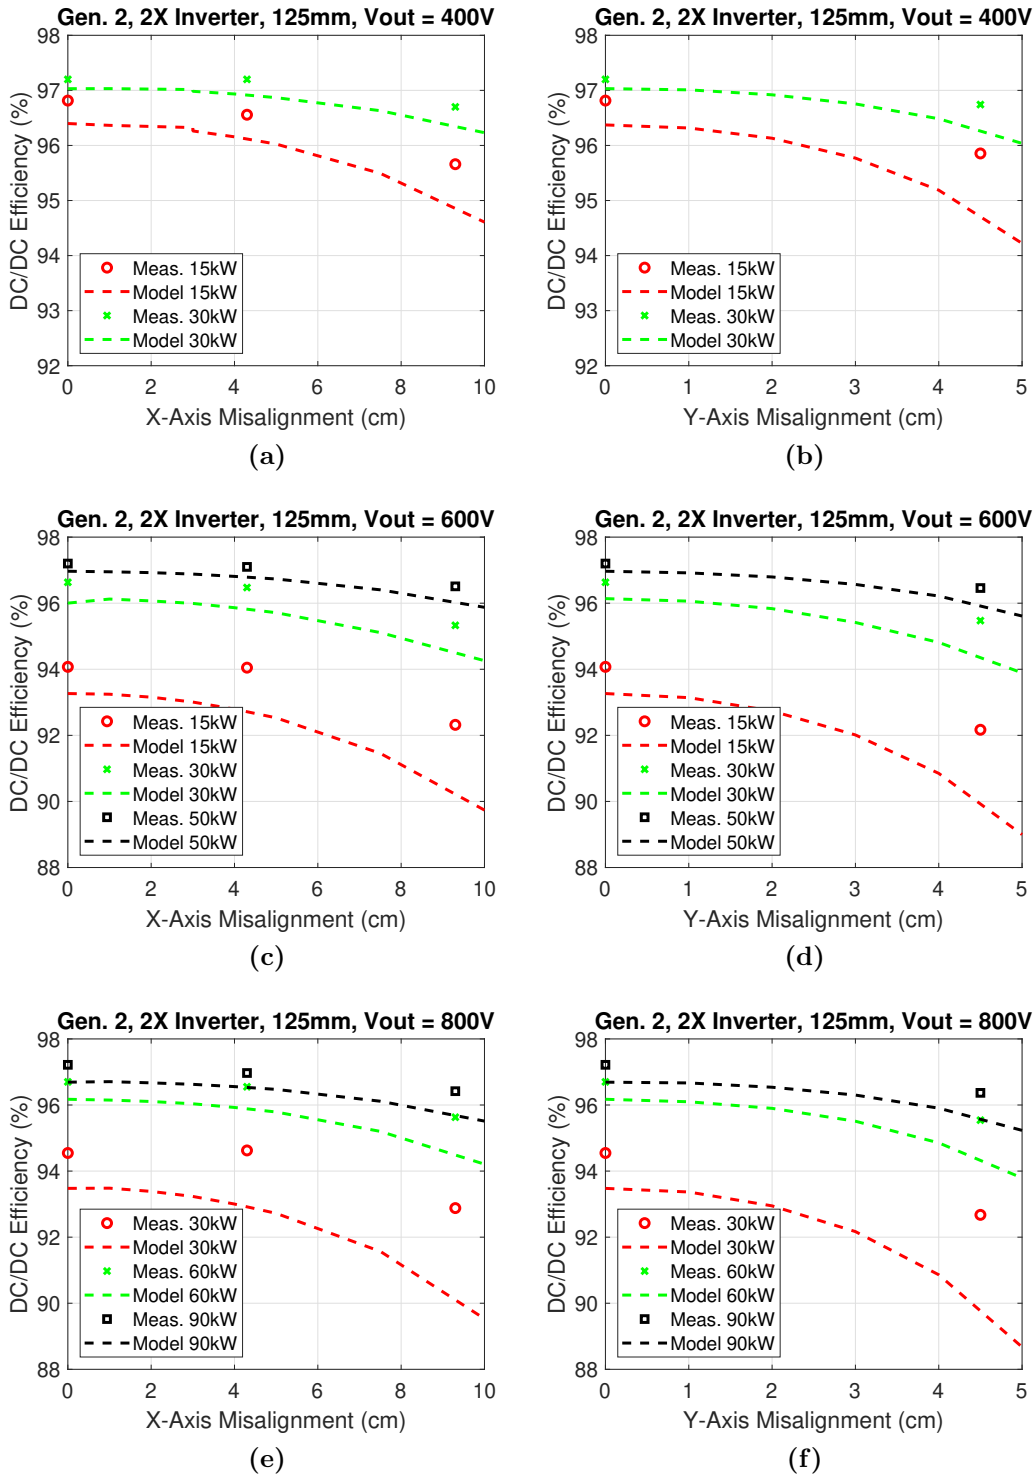 Gen. 2, 2X Inverter, 125mm, Vout = 400V
DC/DC Efficiency (%)
98
97
96
95
94
93
92
Meas. 15kW
Model 15kW
Meas. 30kW
Model 30kW
0 2 4 6 8 10
X-Axis Misalignment (cm)
(a)
Gen. 2, 2X Inverter, 125mm, Vout = 400V
DC/DC Efficiency (%)
98
97
96
95
94
93
92
Meas. 15kW
Model 15kW
Meas. 30kW
Model 30kW
0 1 2 3 4 5
Y-Axis Misalignment (cm)
(b)
Gen. 2, 2X Inverter, 125mm, Vout = 600V
DC/DC Efficiency (%)
98
96
94
92
90
88
Meas. 15kW
Model 15kW
Meas. 30kW
Model 30kW
Meas. 50kW
Model 50kW
0 2 4 6 8 10
X-Axis Misalignment (cm)
(c)
Gen. 2, 2X Inverter, 125mm, Vout = 600V
DC/DC Efficiency (%)
98
96
94
92
90
88
Meas. 15kW
Model 15kW
Meas. 30kW
Model 30kW
Meas. 50kW
Model 50kW
0 1 2 3 4 5
Y-Axis Misalignment (cm)
(d)
Gen. 2, 2X Inverter, 125mm, Vout = 800V
DC/DC Efficiency (%)
98
96
94
92
90
88
Meas. 30kW
Model 30kW
Meas. 60kW
Model 60kW
Meas. 90kW
Model 90kW
0 2 4 6 8 10
X-Axis Misalignment (cm)
(e)
Gen. 2, 2X Inverter, 125mm, Vout = 800V
DC/DC Efficiency (%)
98
96
94
92
90
88
Meas. 30kW
Model 30kW
Meas. 60kW
Model 60kW
Meas. 90kW
Model 90kW
0 1 2 3 4 5
Y-Axis Misalignment (cm)
(f)